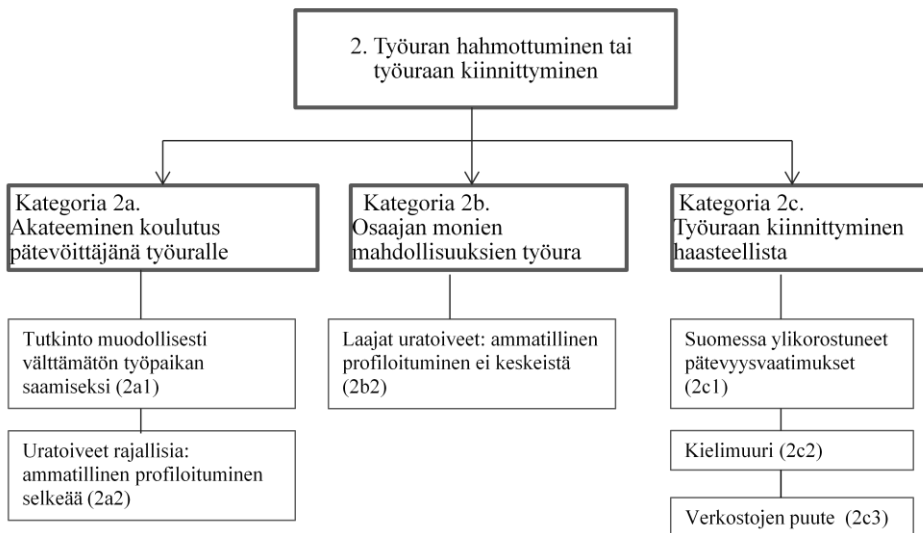 2. Työuran hahmottuminen tai
työuraan kiinnittyminen
Kategoria 2a.
Akateeminen koulutus
pätevöittäjänä työuralle
Tutkinto muodollisesti
välttämätön työpaikan
saamiseksi (2a1)
Uratoiveet rajallisia:
ammatillinen profiloituminen
selkeää (2a2)
Kategoria 2b.
Osaajan monien
mahdollisuuksien työura
Laajat uratoiveet: ammatillinen
profiloituminen ei keskeistä
(2b2)
Kategoria 2c.
Työuraan kiinnittyminen
haasteellista
Suomessa ylikorostuneet
pätevyysvaatimukset
(2c1)
Kielimuuri (2c2)
Verkostojen puute (2c3)